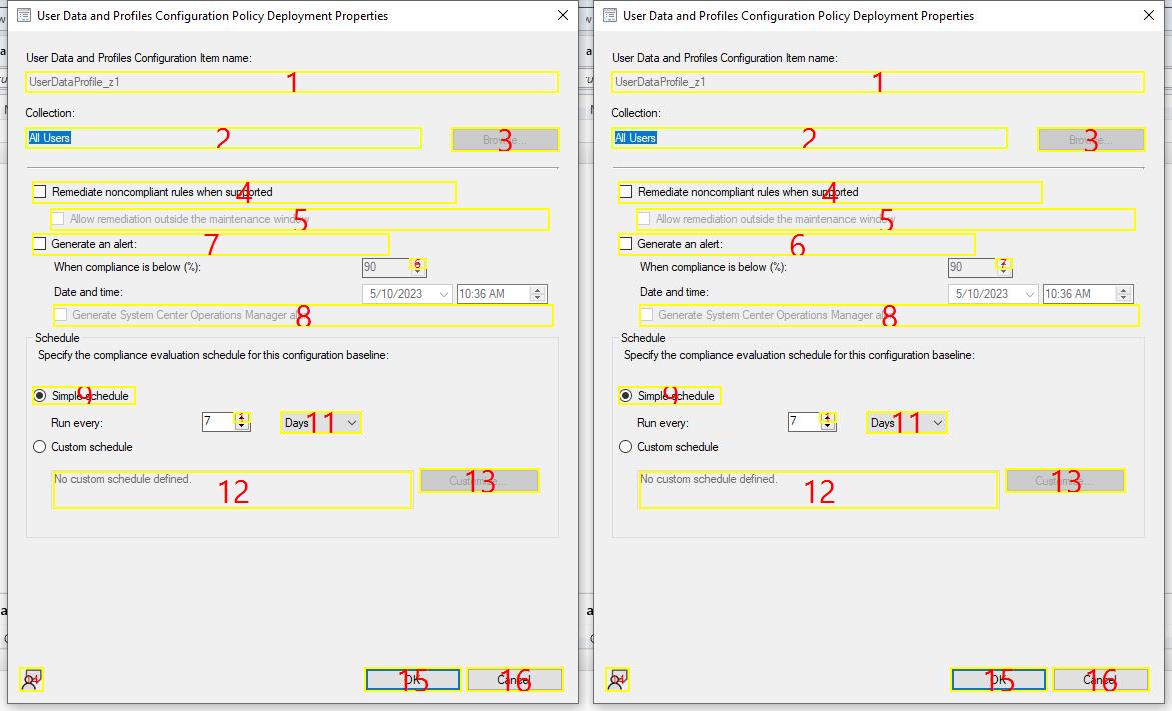 User Data and Profiles Configuration Policy Deployment Properties
User Data and Profiles Configuration Item name:
UserDataProfile_z1
1
Collection:
All Users
2
Browse...
3
Remediate noncompliant rules when supported
4
Allow remediation outside the maintenance window
5
Generate an alert:
7
When compliance is below (%):
90
6
Date and time:
5/10/2023
10:36 AM
Generate System Center Operations Manager
8
Schedule
Specify the compliance evaluation schedule for this configuration baseline:
Simple schedule
9
Run every:
7
Days
11
Custom schedule
No custom schedule defined.
12
Customize...
13
OK
15
Cancel
16
User Data and Profiles Configuration Policy Deployment Properties
User Data and Profiles Configuration Item name:
UserDataProfile_z1
1
Collection:
All Users
2
Browse...
3
Remediate noncompliant rules when supported
4
Allow remediation outside the maintenance window
5
Generate an alert:
6
When compliance is below (%):
90
7
Date and time:
5/10/2023
10:36 AM
Generate System Center Operations Manager
8
Schedule
Specify the compliance evaluation schedule for this configuration baseline:
Simple schedule
9
Run every:
7
Days
11
Custom schedule
No custom schedule defined.
12
Customize...
13
OK
15
Cancel
16